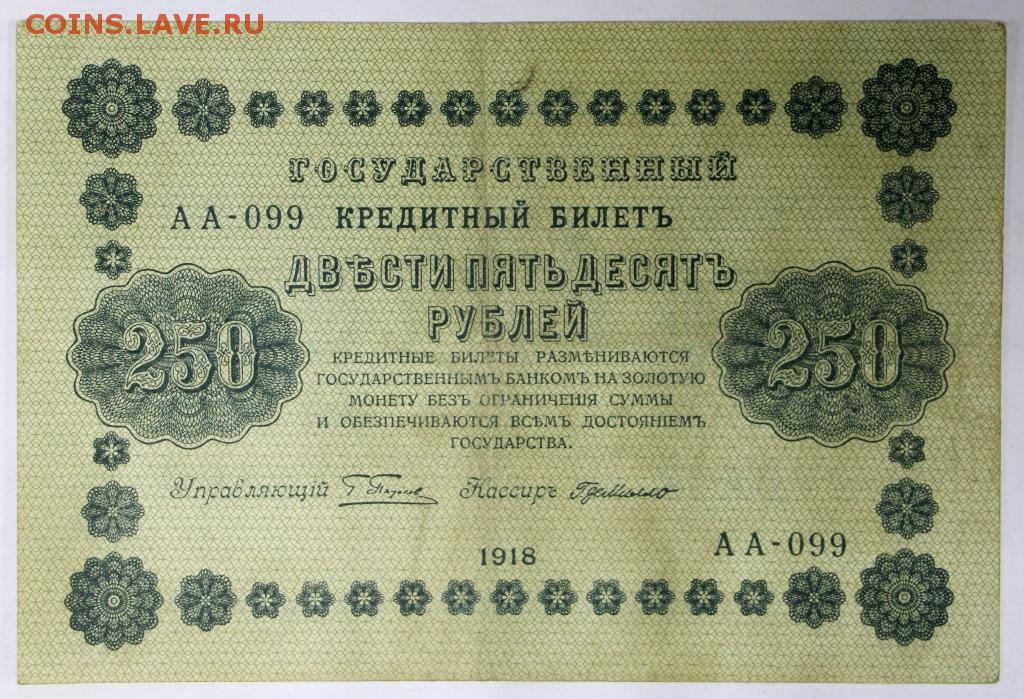 COINS.LAVE.RU
ГОСУДАРСТВЕННЫЙ
АА-099 КРЕДИТНЫЙ БИЛЕТЪ
ДВѢСТИ ПЯТЬДЕСЯТЪ
РУБЛЕЙ
250 250
КРЕДИТНЫЕ БИЛЕТЫ РАЗМѢНИВАЮТСЯ
ГОСУДАРСТВЕННЫМЪ БАНКОМЪ НА ЗОЛОТУЮ
МОНЕТУ БЕЗЪ ОГРАНИЧЕНІЯ СУММЫ
И ОБЕЗПЕЧИВАЮТСЯ ВСѢМЪ ДОСТОЯНІЕМЪ
ГОСУДАРСТВА.
Управляющій Кассиръ
1918 АА-099